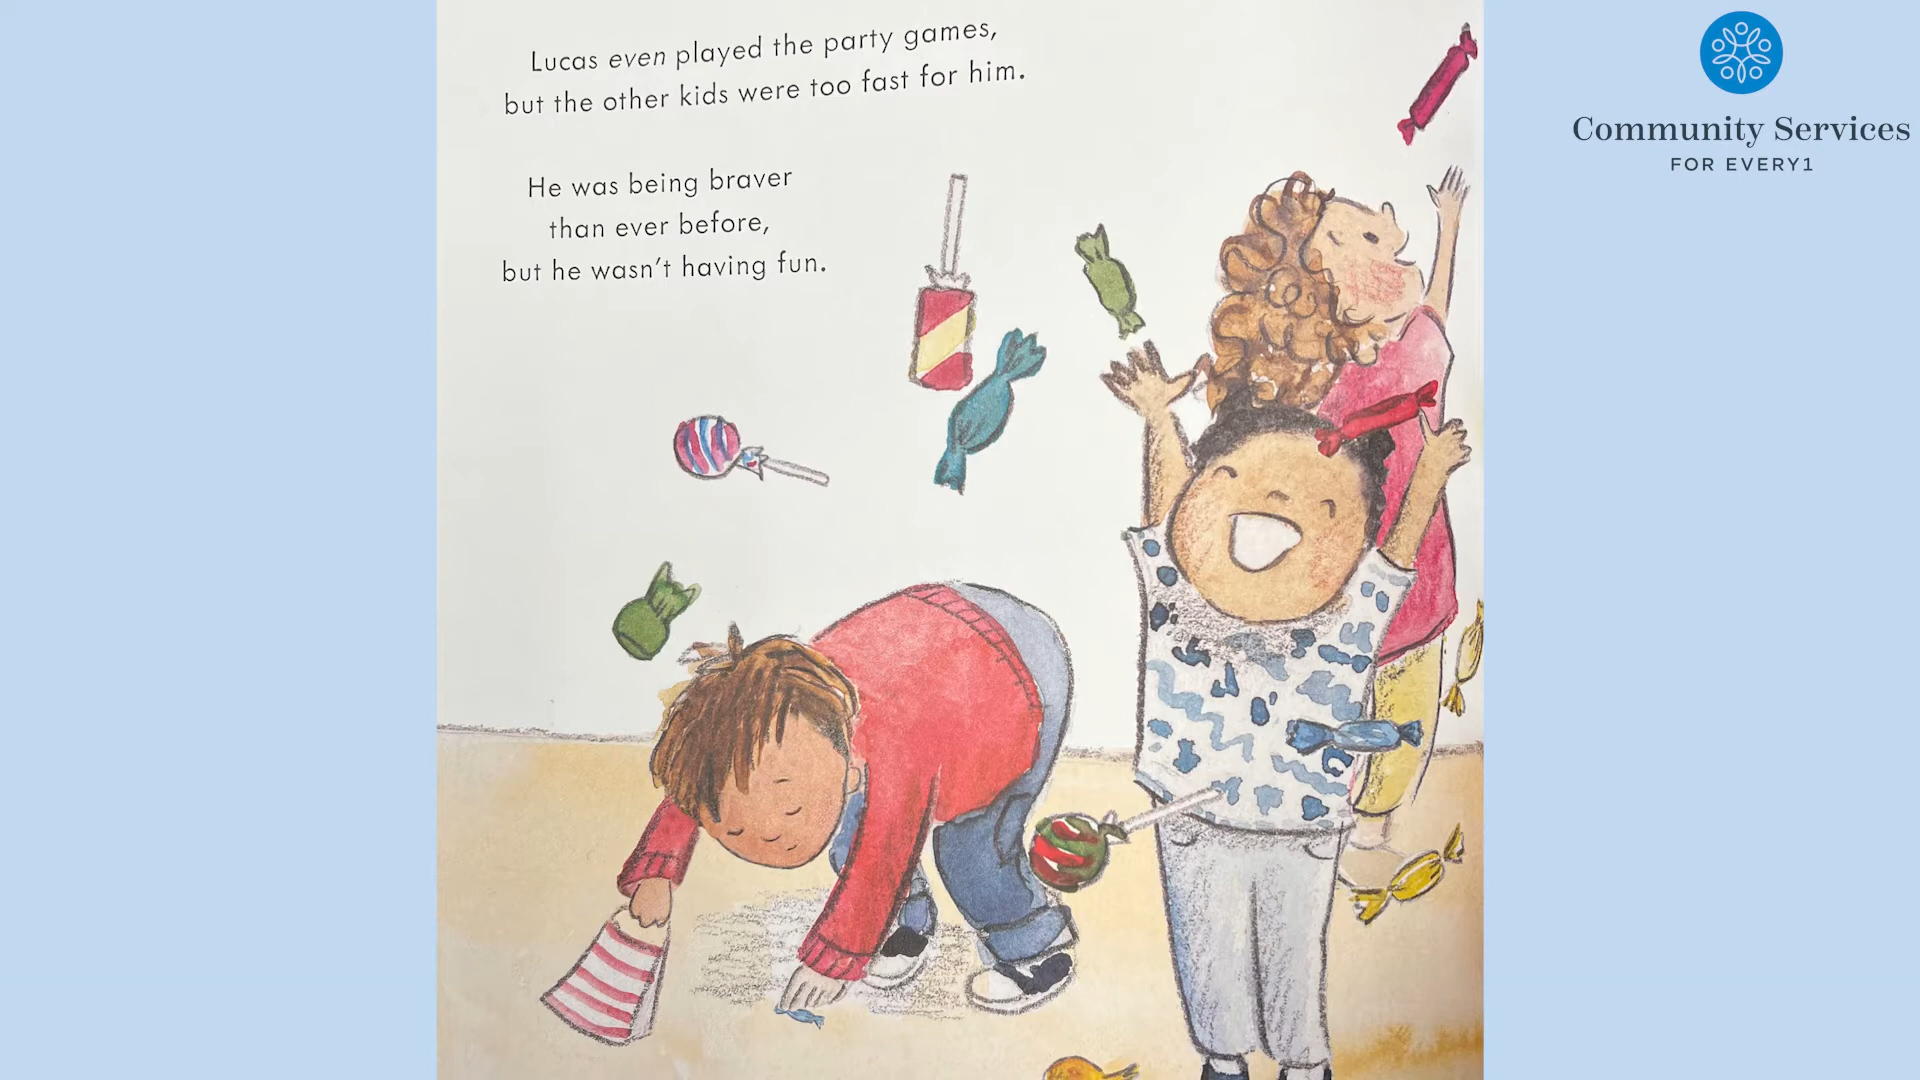 Lucas even played the party games,
but the other kids were too fast for him.
He was being braver
than ever before,
but he wasn't having fun.
Community Services
FOR EVERY1